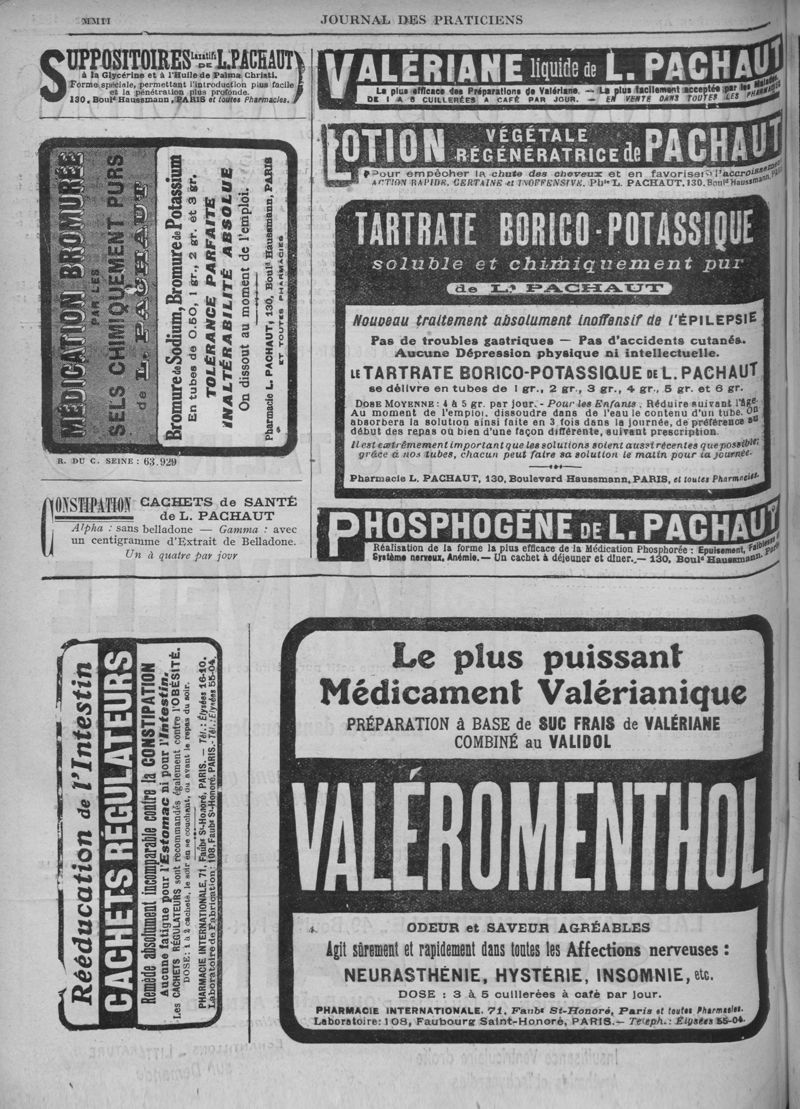 MMIII
JOURNAL DES PRATICIENS
SUPPOSITOIRES laxatifs DE L. PACHAUT
à la Glycérine et à l'Huile de Palma Christi.
Forme spéciale, permettant l'introduction plus facile
et la pénétration plus profonde.
130, Boulᵈ Haussmann, PARIS et toutes Pharmacies.
MÉDICATION BROMURÉE
PAR LES
SELS CHIMIQUEMENT PURS
de L. PACHAUT
Bromure de Sodium, Bromure de Potassium
En tubes de 0.50, 1 gr., 2 gr. et 3 gr.
TOLÉRANCE PARFAITE
INALTÉRABILITÉ ABSOLUE
On dissout au moment de l'emploi.
Pharmacie L. PACHAUT, 130, Boulᵈ Haussmann, PARIS
ET TOUTES PHARMACIES
R. DU C. SEINE : 63.929
CONSTIPATION CACHETS de SANTÉ
de L. PACHAUT
Alpha : sans belladone — Gamma : avec
un centigramme d'Extrait de Belladone.
Un à quatre par jour
VALÉRIANE liquide de L. PACHAUT
La plus efficace des Préparations de Valériane. — La plus facilement acceptée par les Malades.
DE 1 A 5 CUILLERÉES A CAFÉ PAR JOUR. — EN VENTE DANS TOUTES LES PHARMACIES
LOTION VÉGÉTALE RÉGÉNÉRATRICE de PACHAUT
Pour empêcher la chute des cheveux et en favoriser l'accroissement
ACTION RAPIDE, CERTAINE et INOFFENSIVE. Phⁱᵉ L. PACHAUT, 130, Boulᵈ Haussmann, PARIS
TARTRATE BORICO-POTASSIQUE
soluble et chimiquement pur
de L. PACHAUT
Nouveau traitement absolument inoffensif de l'ÉPILEPSIE
Pas de troubles gastriques — Pas d'accidents cutanés.
Aucune Dépression physique ni intellectuelle.
LE TARTRATE BORICO-POTASSIQUE DE L. PACHAUT
se délivre en tubes de 1 gr., 2 gr., 3 gr., 4 gr., 5 gr. et 6 gr.
DOSE MOYENNE : 4 à 5 gr. par jour. - Pour les Enfants : Réduire suivant l'âge.
Au moment de l'emploi, dissoudre dans de l'eau le contenu d'un tube. On
absorbera la solution ainsi faite en 3 fois dans la journée, de préférence au
début des repas où bien d'une façon différente, suivant prescription.
Il est extrêmement important que les solutions soient aussi récentes que possible;
grâce à nos tubes, chacun peut faire sa solution le matin pour la journée.
Pharmacie L. PACHAUT, 130, Boulevard Haussmann, PARIS, et toutes Pharmacies.
PHOSPHOGÈNE DE L. PACHAUT
Réalisation de la forme la plus efficace de la Médication Phosphorée : Epuisement, Faiblesse
Système nerveux, Anémie. — Un cachet à déjeuner et dîner. — 130, Boulᵈ Haussmann, Paris
Rééducation de l'Intestin
CACHETS RÉGULATEURS
Remède absolument incomparable contre la CONSTIPATION
Aucune fatigue pour l'Estomac ni pour l'Intestin.
Les CACHETS RÉGULATEURS sont recommandés également contre l'OBÉSITÉ.
DOSE : 1 à 2 cachets, le soir en se couchant, ou avant le repas du soir.
PHARMACIE INTERNATIONALE, 71, Faubᵍ Sᵗ-Honoré, PARIS. — Tél. : Élysées 16-10.
Laboratoire de Fabrication : 108, Faubᵍ Sᵗ-Honoré, PARIS. - Tél. : Élysées 55-04.
Le plus puissant
Médicament Valérianique
PRÉPARATION à BASE de SUC FRAIS de VALÉRIANE
COMBINÉ au VALIDOL
VALÉROMENTHOL
ODEUR et SAVEUR AGRÉABLES
Agit sûrement et rapidement dans toutes les Affections nerveuses :
NEURASTHÉNIE, HYSTÉRIE, INSOMNIE, etc.
DOSE : 3 à 5 cuillerées à café par jour.
PHARMACIE INTERNATIONALE. 71, Faubᵍ St-Honoré, Paris et toutes Pharmacies.
Laboratoire: 108, Faubourg Saint-Honoré, PARIS. — Téléph. : Élysées 55-04.